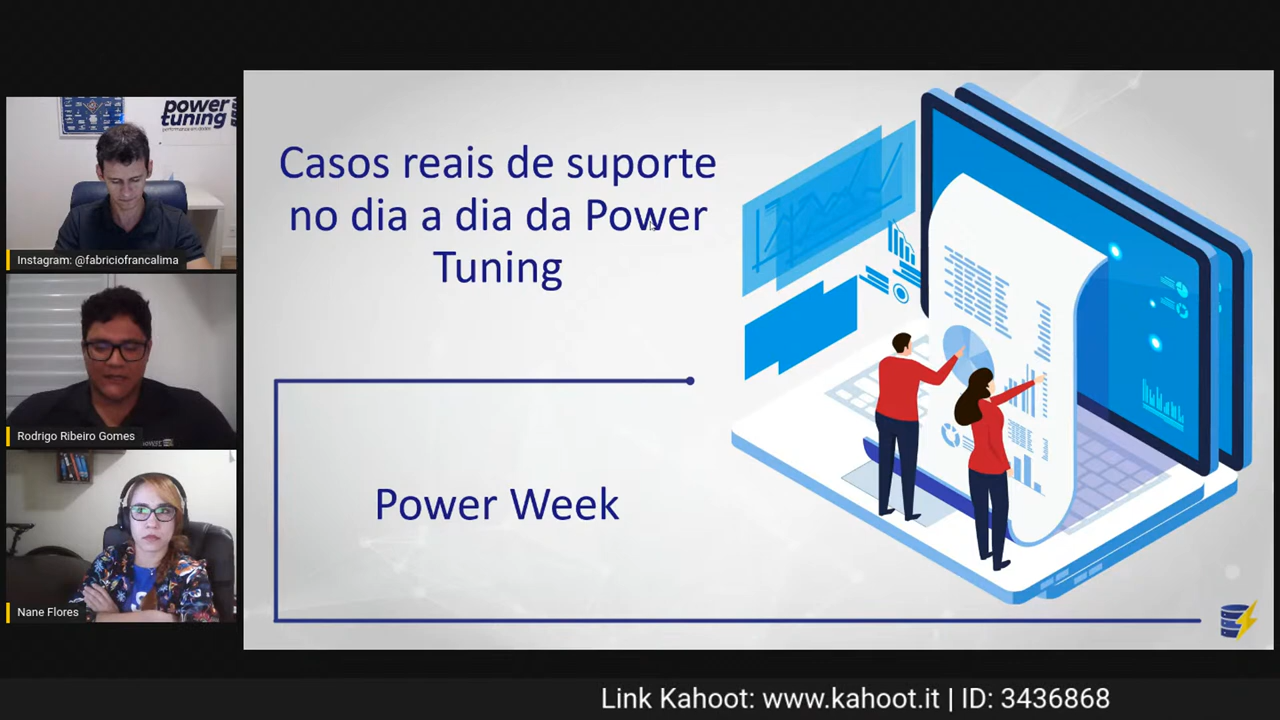 power
tuning
Instagram: @fabriciofrancalima
Rodrigo Ribeiro Gomes
Nane Flores
Casos reais de suporte
no dia a dia da Power
Tuning
Power Week
Link Kahoot: www.kahoot.it | ID: 3436868